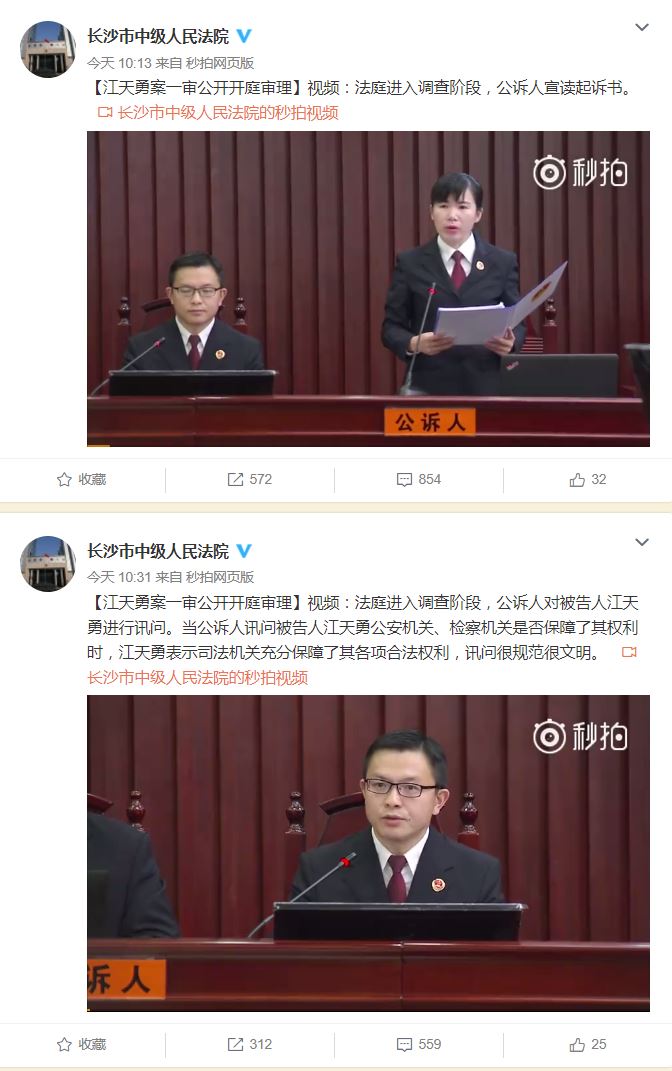 长沙市中级人民法院
今天 10:13 来自 秒拍网页版
【江天勇案一审公开开庭审理】视频：法庭进入调查阶段，公诉人宣读起诉书。
长沙市中级人民法院的秒拍视频
秒拍
公诉人
收藏
572
854
32
长沙市中级人民法院
今天 10:31 来自 秒拍网页版
【江天勇案一审公开开庭审理】视频：法庭进入调查阶段，公诉人对被告人江天
勇进行讯问。当公诉人讯问被告人江天勇公安机关、检察机关是否保障了其权利
时，江天勇表示司法机关充分保障了其各项合法权利，讯问很规范很文明。
长沙市中级人民法院的秒拍视频
秒拍
诉人
收藏
312
559
25